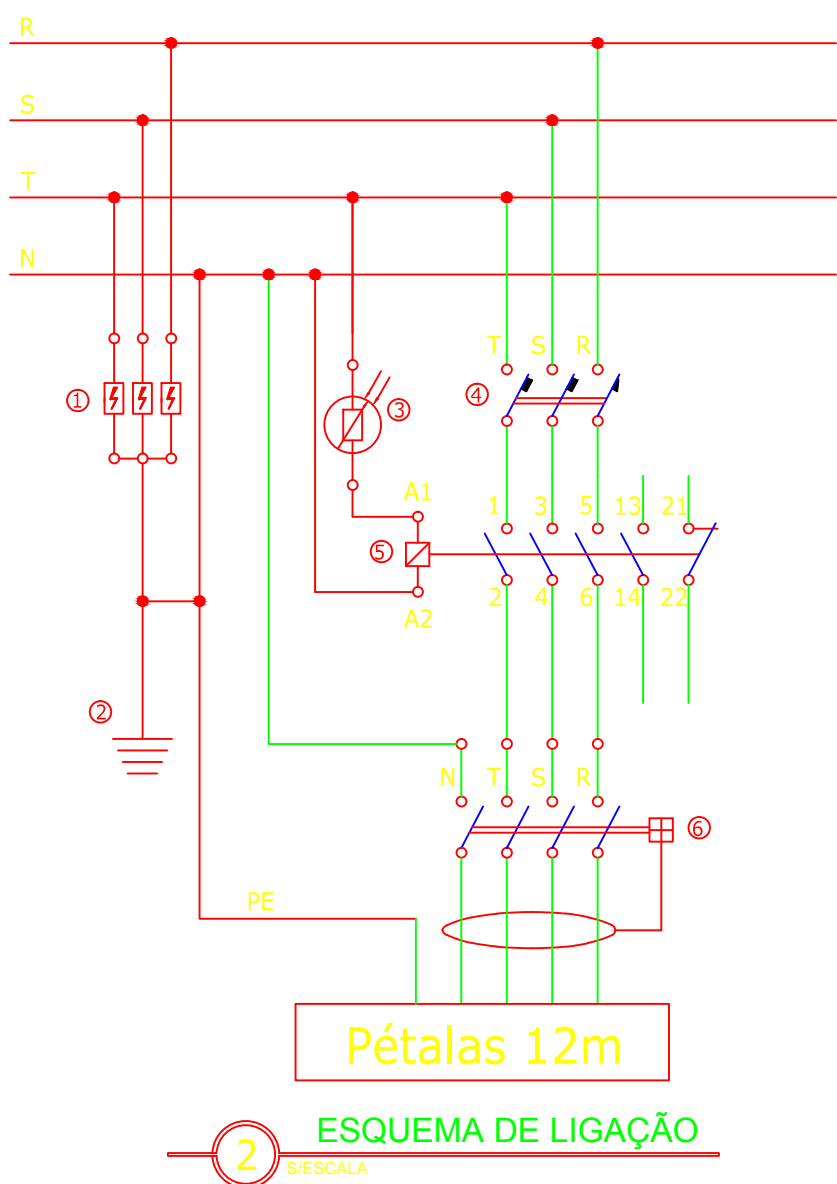 R
S
T
N
T S R
① ③ ④
A1 1 3 5 13 21
⑤
A2 2 4 6 14 22
②
N T S R
⑥
PE
Pétalas 12m
ESQUEMA DE LIGAÇÃO
2 S/ESCALA